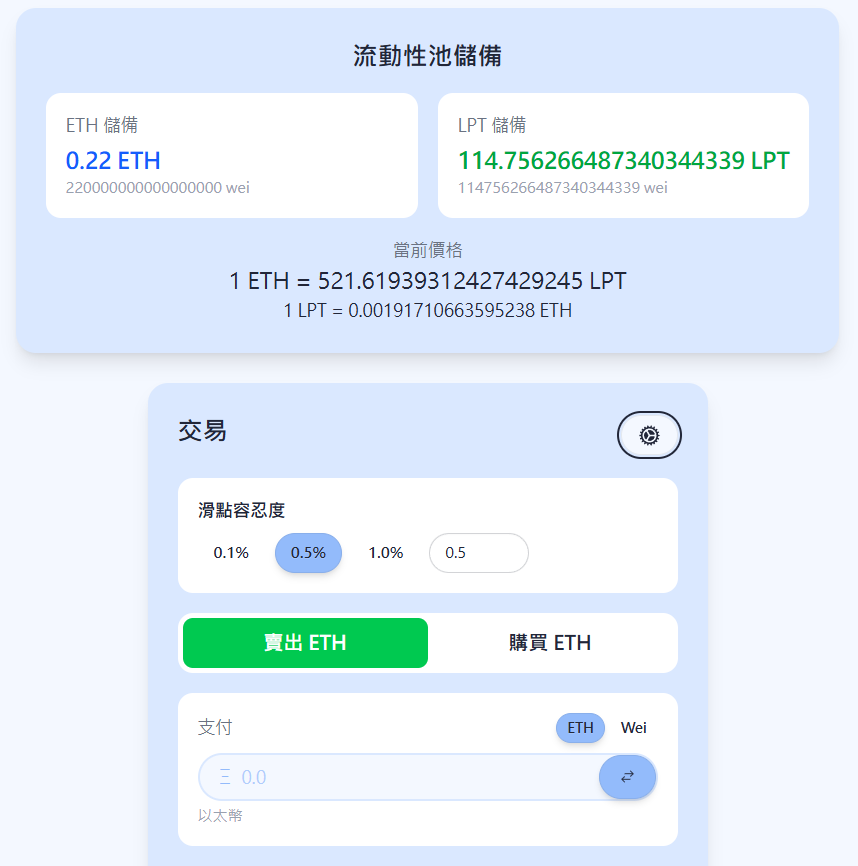 流動性池儲備
ETH 儲備
0.22 ETH
220000000000000000 wei
LPT 儲備
114.756266487340344339 LPT
114756266487340344339 wei
當前價格
1 ETH = 521.61939312427429245 LPT
1 LPT = 0.00191710663595238 ETH
交易
滑點容忍度
0.1% 0.5% 1.0% 0.5
賣出 ETH 購買 ETH
支付 ETH Wei
Ξ 0.0
以太幣